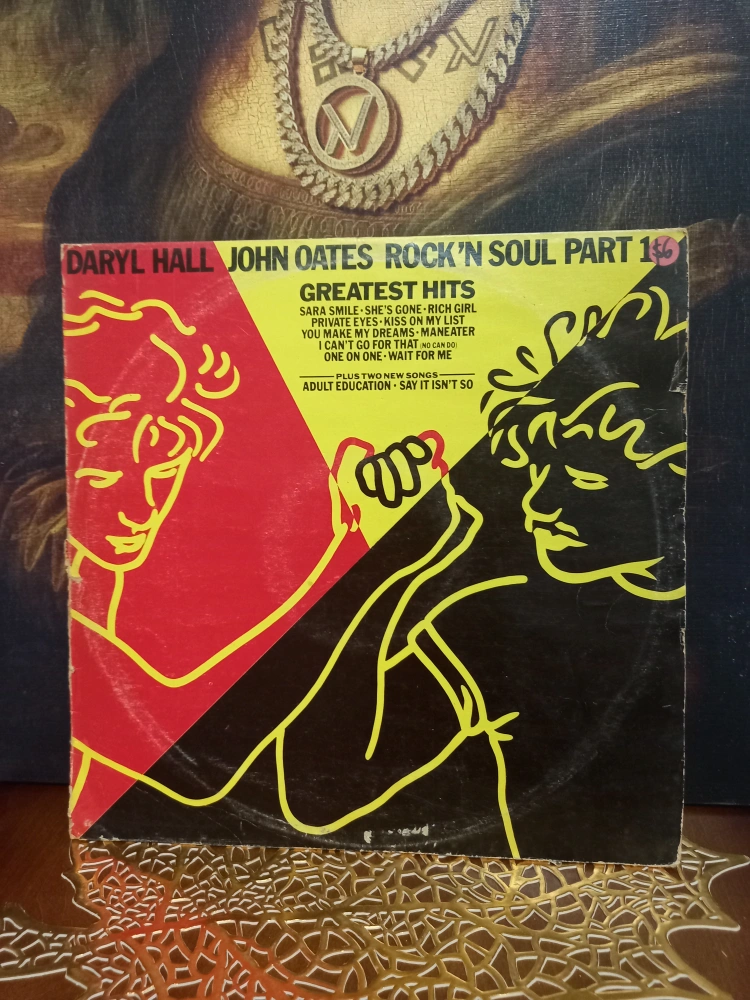 DARYL HALL JOHN OATES ROCK'N SOUL PART 1 $6
GREATEST HITS
SARA SMILE • SHE'S GONE • RICH GIRL
PRIVATE EYES • KISS ON MY LIST
YOU MAKE MY DREAMS • MANEATER
I CAN'T GO FOR THAT (NO CAN DO)
ONE ON ONE • WAIT FOR ME
PLUS TWO NEW SONGS
ADULT EDUCATION • SAY IT ISN'T SO